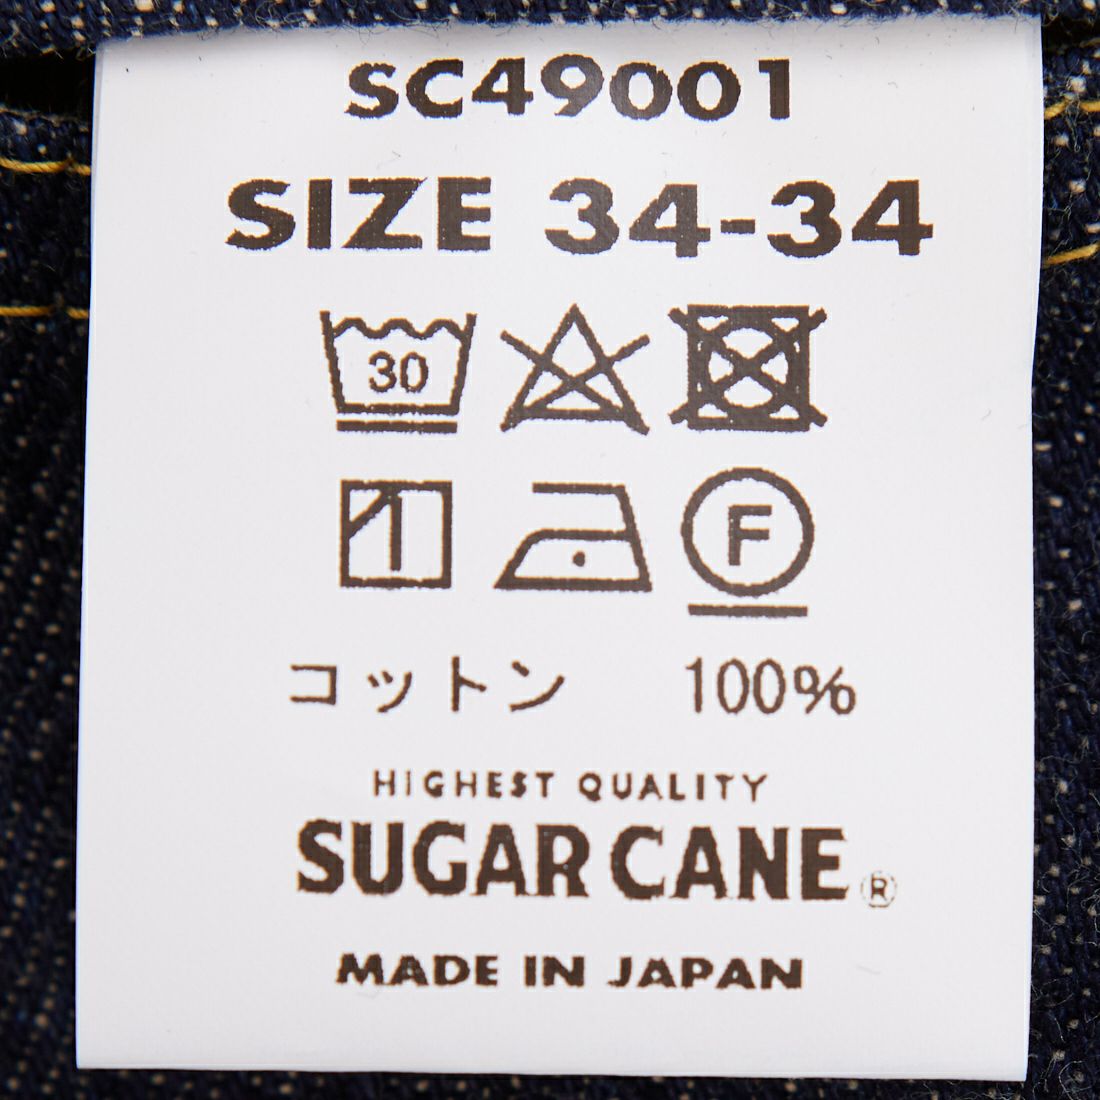 SC49001
SIZE 34-34
30
F
コットン 100%
HIGHEST QUALITY
SUGAR CANE ®
MADE IN JAPAN